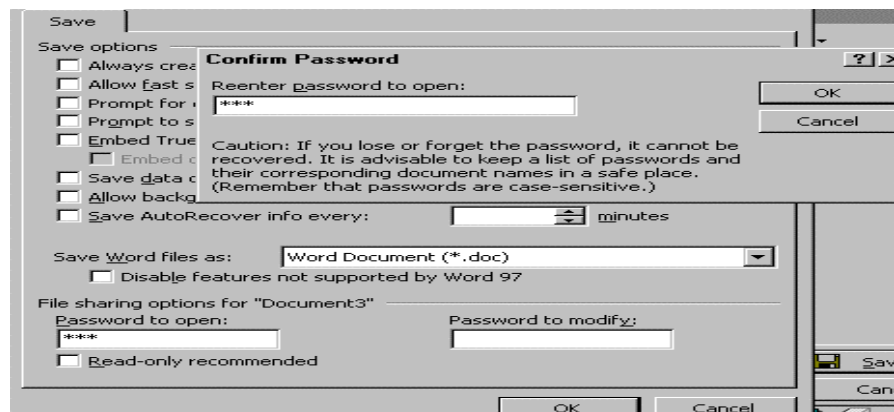 Save
Save options
Always crea
Confirm Password
? X
Allow fast s
Reenter password to open:
OK
Prompt for
***
Prompt to s
Cancel
Embed True
Caution: If you lose or forget the password, it cannot be
Embed c
recovered. It is advisable to keep a list of passwords and
Save data c
their corresponding document names in a safe place.
Allow backg
(Remember that passwords are case-sensitive.)
Save AutoRecover info every:
minutes
Save Word files as:
Word Document (*.doc)
Disable features not supported by Word 97
File sharing options for "Document3"
Password to open:
Password to modify:
***
Read-only recommended
Sav
Can
OK
Cancel